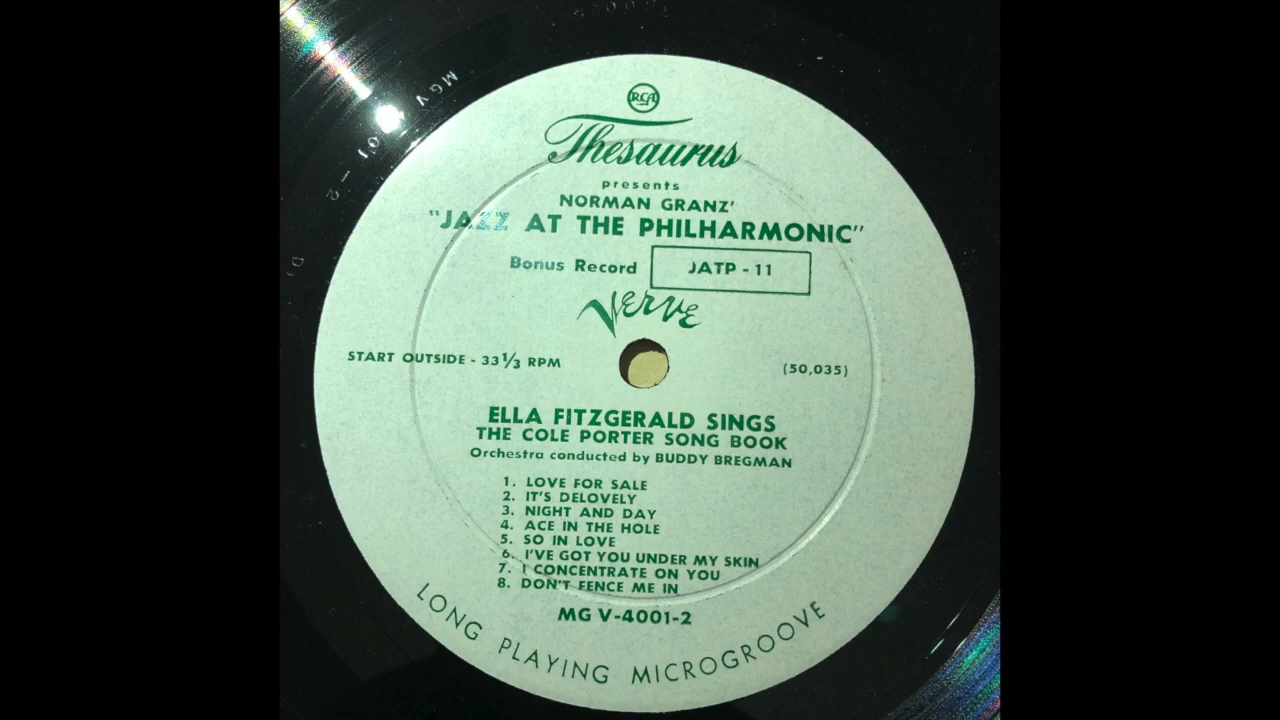 RCA
Thesaurus
presents
NORMAN GRANZ'
"JAZZ AT THE PHILHARMONIC"
Bonus Record JATP - 11
Verve
START OUTSIDE - 33 1/3 RPM (50,035)
ELLA FITZGERALD SINGS
THE COLE PORTER SONG BOOK
Orchestra conducted by BUDDY BREGMAN
1. LOVE FOR SALE
2. IT'S DELOVELY
3. NIGHT AND DAY
4. ACE IN THE HOLE
5. SO IN LOVE
6. I'VE GOT YOU UNDER MY SKIN
7. I CONCENTRATE ON YOU
8. DON'T FENCE ME IN
MG V-4001-2
LONG PLAYING MICROGROOVE
MG V
01-2